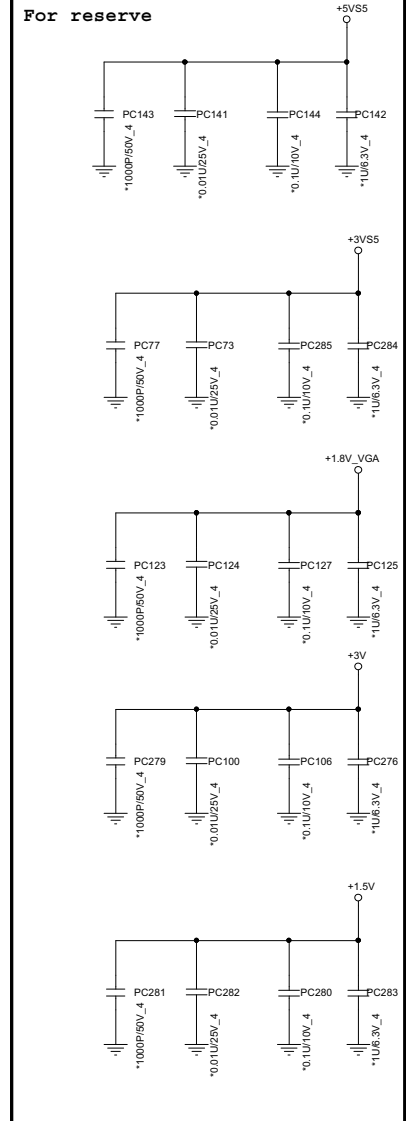 For reserve
+5VS5
PC143
PC141
PC144
PC142
*1000P/50V_4
*0.01U/25V_4
*0.1U/10V_4
*1U/6.3V_4
+3VS5
PC77
PC73
PC285
PC284
*1000P/50V_4
*0.01U/25V_4
*0.1U/10V_4
*1U/6.3V_4
+1.8V_VGA
PC123
PC124
PC127
PC125
*1000P/50V_4
*0.01U/25V_4
*0.1U/10V_4
*1U/6.3V_4
+3V
PC279
PC100
PC106
PC276
*1000P/50V_4
*0.01U/25V_4
*0.1U/10V_4
*1U/6.3V_4
+1.5V
PC281
PC282
PC280
PC283
*1000P/50V_4
*0.01U/25V_4
*0.1U/10V_4
*1U/6.3V_4